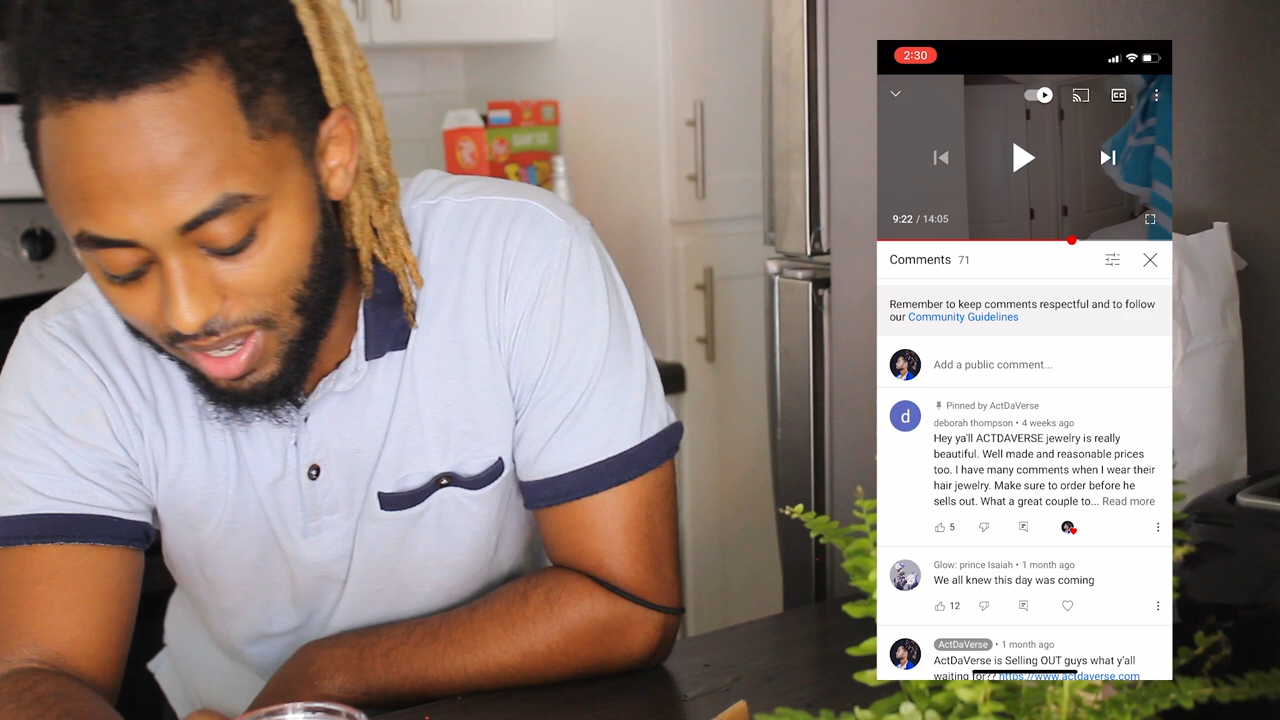 2:30
CC
9:22 / 14:05
Comments 71
Remember to keep comments respectful and to follow
our Community Guidelines
Add a public comment...
d
Pinned by ActDaVerse
deborah thompson • 4 weeks ago
Hey ya'll ACTDAVERSE jewelry is really
beautiful. Well made and reasonable prices
too. I have many comments when I wear their
hair jewelry. Make sure to order before he
sells out. What a great couple to... Read more
5
Glow: prince Isaiah • 1 month ago
We all knew this day was coming
12
ActDaVerse • 1 month ago
ActDaVerse is Selling OUT guys what y'all
waiting for?? https://www.actdaverse.com